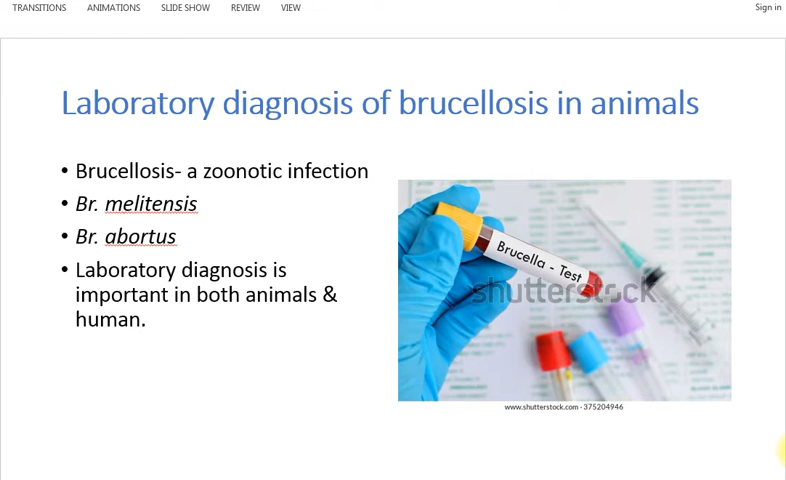 TRANSITIONS ANIMATIONS SLIDE SHOW REVIEW VIEW Sign in
Laboratory diagnosis of brucellosis in animals
• Brucellosis- a zoonotic infection
• Br. melitensis
• Br. abortus
• Laboratory diagnosis is
important in both animals &
human.
Brucella - Test
shutterstock
www.shutterstock.com · 375204946